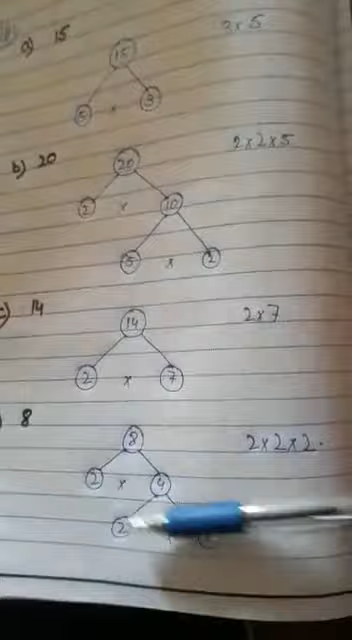 a) 15 3 x 5
15
5 x 3
b) 20 2 x 2 x 5
20
2 x 10
5 x 2
c) 14 2 x 7
14
2 x 7
) 8 2 x 2 x 2.
8
2 x 4
2 x